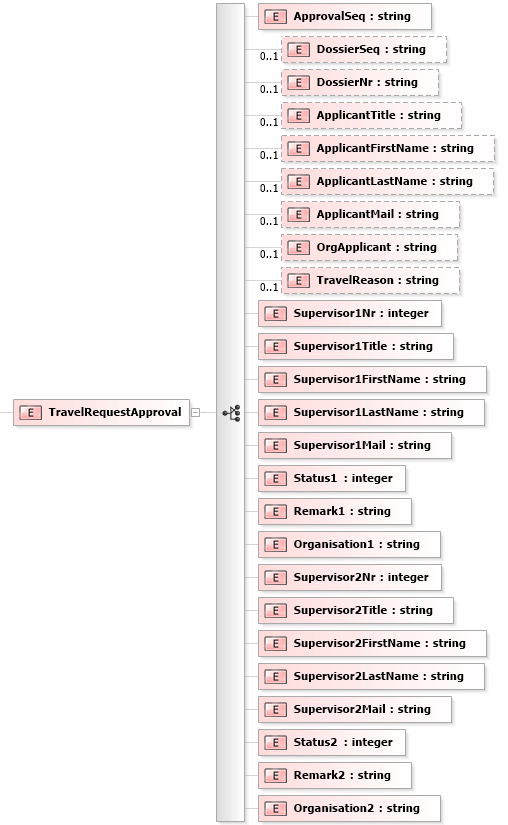 E ApprovalSeq : string
0..1 E DossierSeq : string
0..1 E DossierNr : string
0..1 E ApplicantTitle : string
0..1 E ApplicantFirstName : string
0..1 E ApplicantLastName : string
0..1 E ApplicantMail : string
0..1 E OrgApplicant : string
0..1 E TravelReason : string
E Supervisor1Nr : integer
E Supervisor1Title : string
E Supervisor1FirstName : string
E TravelRequestApproval
E Supervisor1LastName : string
E Supervisor1Mail : string
E Status1 : integer
E Remark1 : string
E Organisation1 : string
E Supervisor2Nr : integer
E Supervisor2Title : string
E Supervisor2FirstName : string
E Supervisor2LastName : string
E Supervisor2Mail : string
E Status2 : integer
E Remark2 : string
E Organisation2 : string